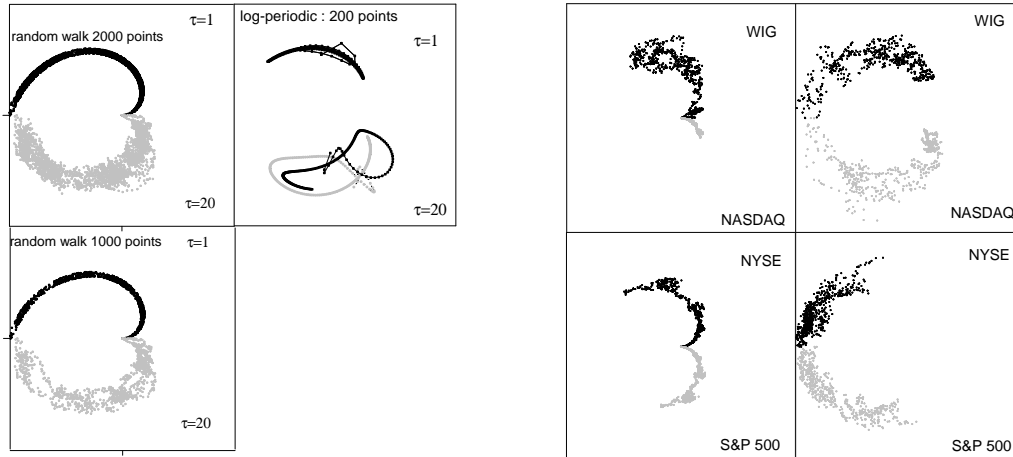 τ=1
random walk 2000 points
τ=20
log-periodic : 200 points
τ=1
τ=20
random walk 1000 points
τ=1
τ=20
WIG
NASDAQ
WIG
NASDAQ
NYSE
S&P 500
NYSE
S&P 500